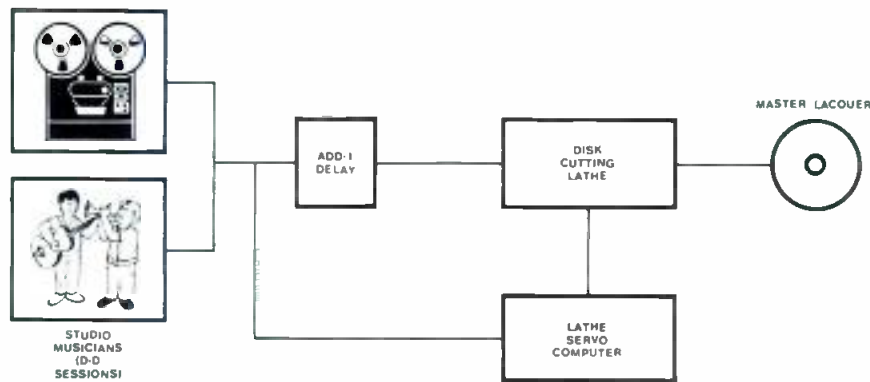 ADD-1
DELAY
DISK
CUTTING
LATHE
MASTER LACQUER
STUDIO
MUSICIANS
(D-D
SESSIONS)
LATHE
SERVO
COMPUTER